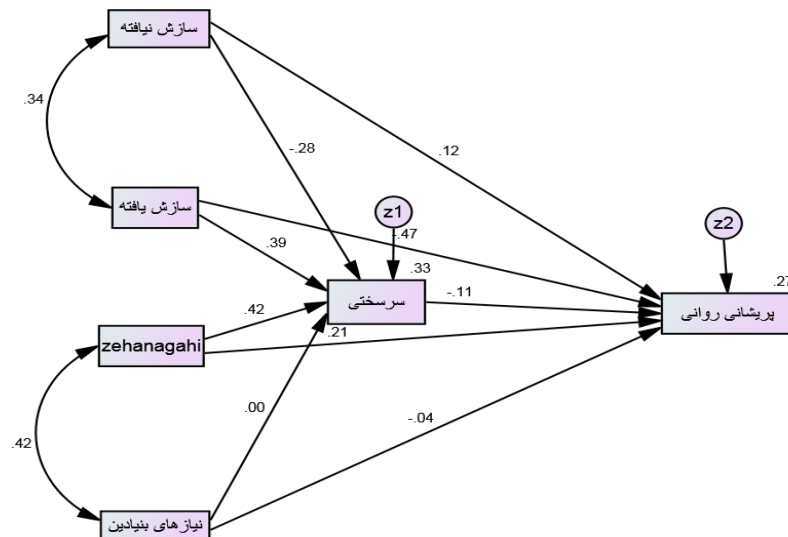 سازش نیافته
.34
-.28
.12
سازش یافته
z1
z2
-.47
.39
.33
.27
سرسختی
-.11
پریشانی روانی
.42
.21
zehanagahi
.00
-.04
.42
نیازهای بنیادین